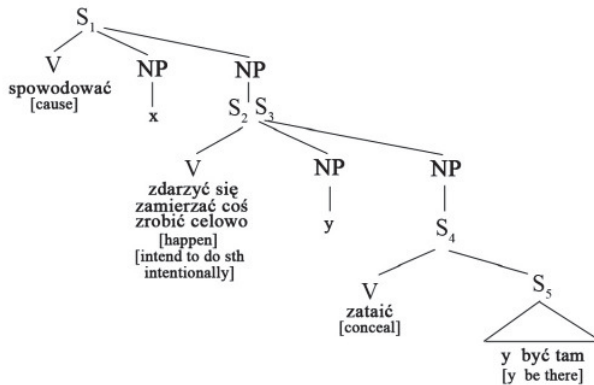 S₁
V NP NP
spowodować
[cause]
x
S₂ S₃
V NP NP
zdarzyć się
zamierzać coś
zrobić celowo
[happen]
[intend to do sth
intentionally]
y
S₄
V S₅
zataić
[conceal]
y być tam
[y be there]